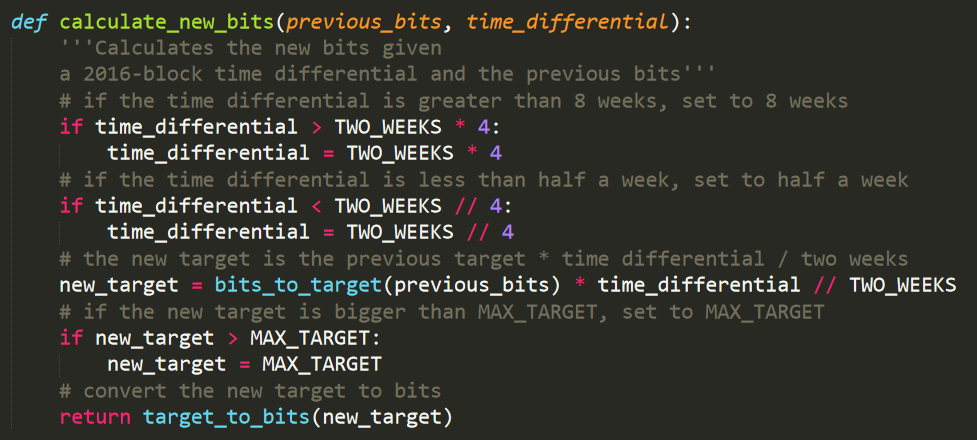 def calculate_new_bits(previous_bits, time_differential):
    '''Calculates the new bits given
    a 2016-block time differential and the previous bits'''
    # if the time differential is greater than 8 weeks, set to 8 weeks
    if time_differential > TWO_WEEKS * 4:
        time_differential = TWO_WEEKS * 4
    # if the time differential is less than half a week, set to half a week
    if time_differential < TWO_WEEKS // 4:
        time_differential = TWO_WEEKS // 4
    # the new target is the previous target * time differential / two weeks
    new_target = bits_to_target(previous_bits) * time_differential // TWO_WEEKS
    # if the new target is bigger than MAX_TARGET, set to MAX_TARGET
    if new_target > MAX_TARGET:
        new_target = MAX_TARGET
    # convert the new target to bits
    return target_to_bits(new_target)